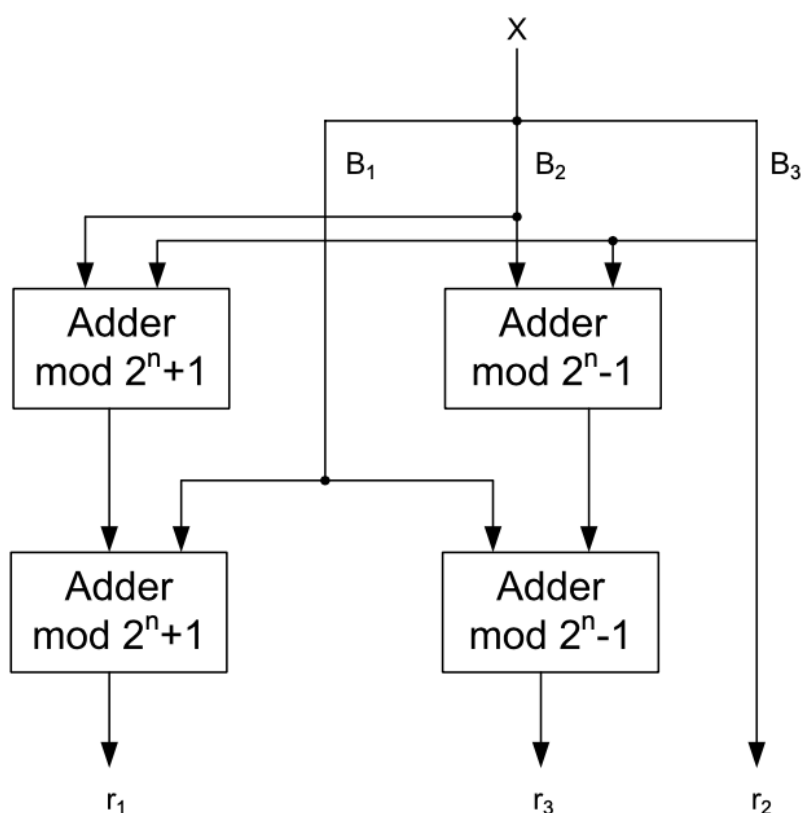 X
B₁ B₂ B₃
Adder
mod 2ⁿ+1
Adder
mod 2ⁿ-1
Adder
mod 2ⁿ+1
Adder
mod 2ⁿ-1
r₁ r₃ r₂